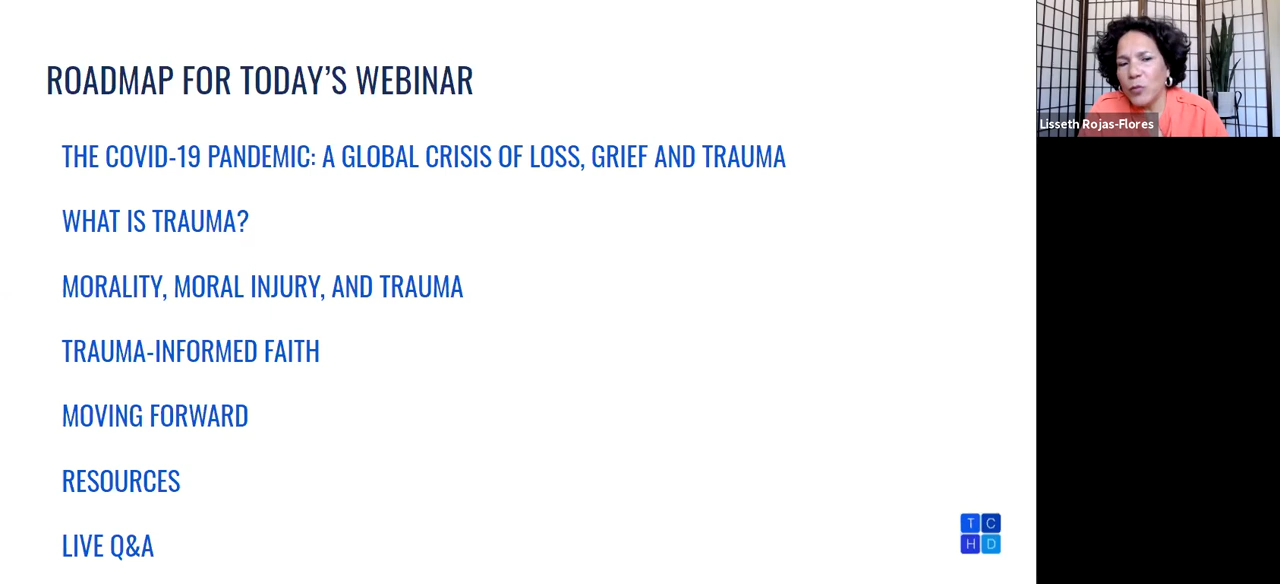 ROADMAP FOR TODAY'S WEBINAR
THE COVID-19 PANDEMIC: A GLOBAL CRISIS OF LOSS, GRIEF AND TRAUMA
WHAT IS TRAUMA?
MORALITY, MORAL INJURY, AND TRAUMA
TRAUMA-INFORMED FAITH
MOVING FORWARD
RESOURCES
LIVE Q&A
T C
H D
Lisseth Rojas-Flores